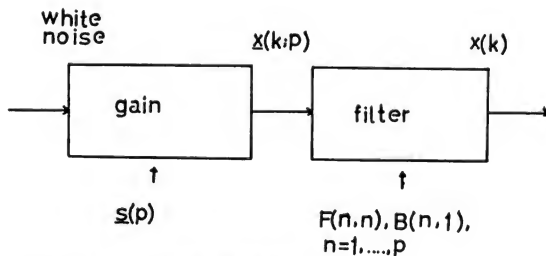 white
noise
x(k;p)
x(k)
gain
filter
s(p)
F(n,n), B(n,1),
n=1,....,p